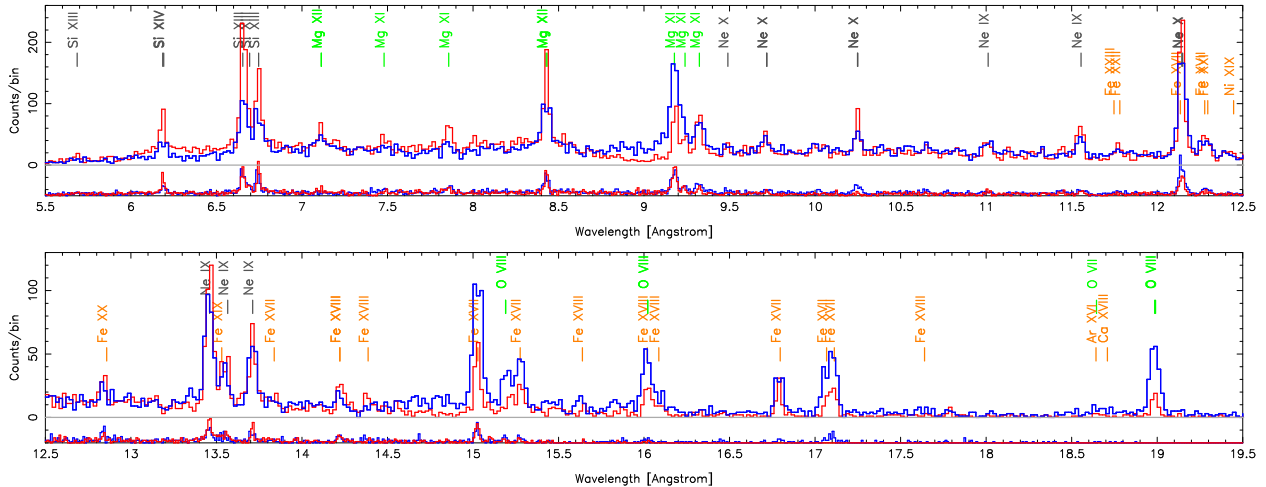 Si XIII
Si XIV
Si XIII
Si XIII
Si XIII
Mg XII
Mg XI
Mg XI
Mg XII
Mg XI
Mg XI
Mg XI
Ne X
Ne X
Ne X
Ne IX
Ne IX
Ne X
Fe XXII
Fe XVII
Ni XIX
Counts/bin
0
100
200
5.5 6 6.5 7 7.5 8 8.5 9 9.5 10 10.5 11 11.5 12 12.5
Wavelength [Angstrom]
Fe XX
Ne IX
Fe XIX
Ne IX
Ne IX
Fe XVII
Fe XVIII
Fe XVIII
Fe XVII
O VIII
Fe XVII
Fe XVIII
O VIII
Fe XVIII
Fe XVIII
Fe XVII
Fe XVII
Fe XVII
Fe XVIII
O VII
Ar XVI
Ca XVIII
O VIII
Counts/bin
0
50
100
12.5 13 13.5 14 14.5 15 15.5 16 16.5 17 17.5 18 18.5 19 19.5
Wavelength [Angstrom]